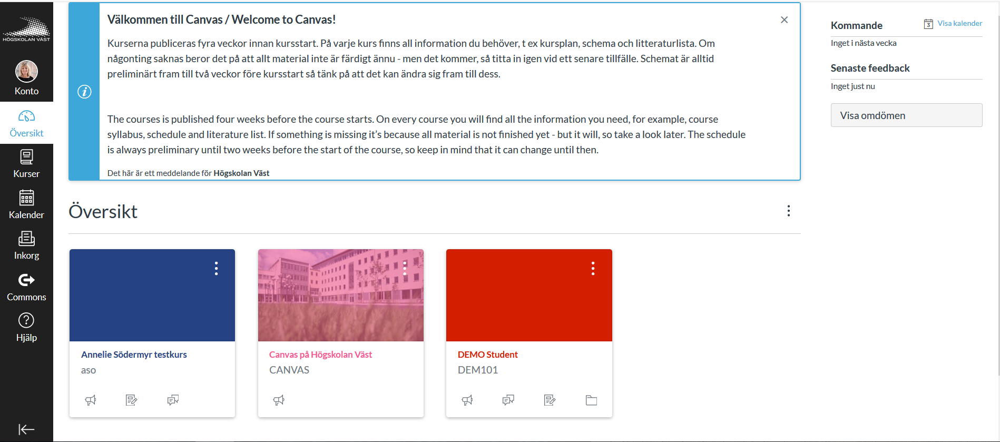 HÖGSKOLAN VÄST
Konto
Översikt
Kurser
Kalender
Inkorg
Commons
Hjälp
Välkommen till Canvas / Welcome to Canvas!
Kurserna publiceras fyra veckor innan kursstart. På varje kurs finns all information du behöver, t ex kursplan, schema och litteraturlista. Om
någonting saknas beror det på att allt material inte är färdigt ännu - men det kommer, så titta in igen vid ett senare tillfälle. Schemat är alltid
preliminärt fram till två veckor före kursstart så tänk på att det kan ändra sig fram till dess.
The courses is published four weeks before the course starts. On every course you will find all the information you need, for example, course
syllabus, schedule and literature list. If something is missing it’s because all material is not finished yet - but it will, so take a look later. The schedule
is always preliminary until two weeks before the start of the course, so keep in mind that it can change until then.
Det här är ett meddelande för Högskolan Väst
Översikt
Annelie Södermyr testkurs
aso
Canvas på Högskolan Väst
CANVAS
DEMO Student
DEM101
Kommande
3 Visa kalender
Inget i nästa vecka
Senaste feedback
Inget just nu
Visa omdömen